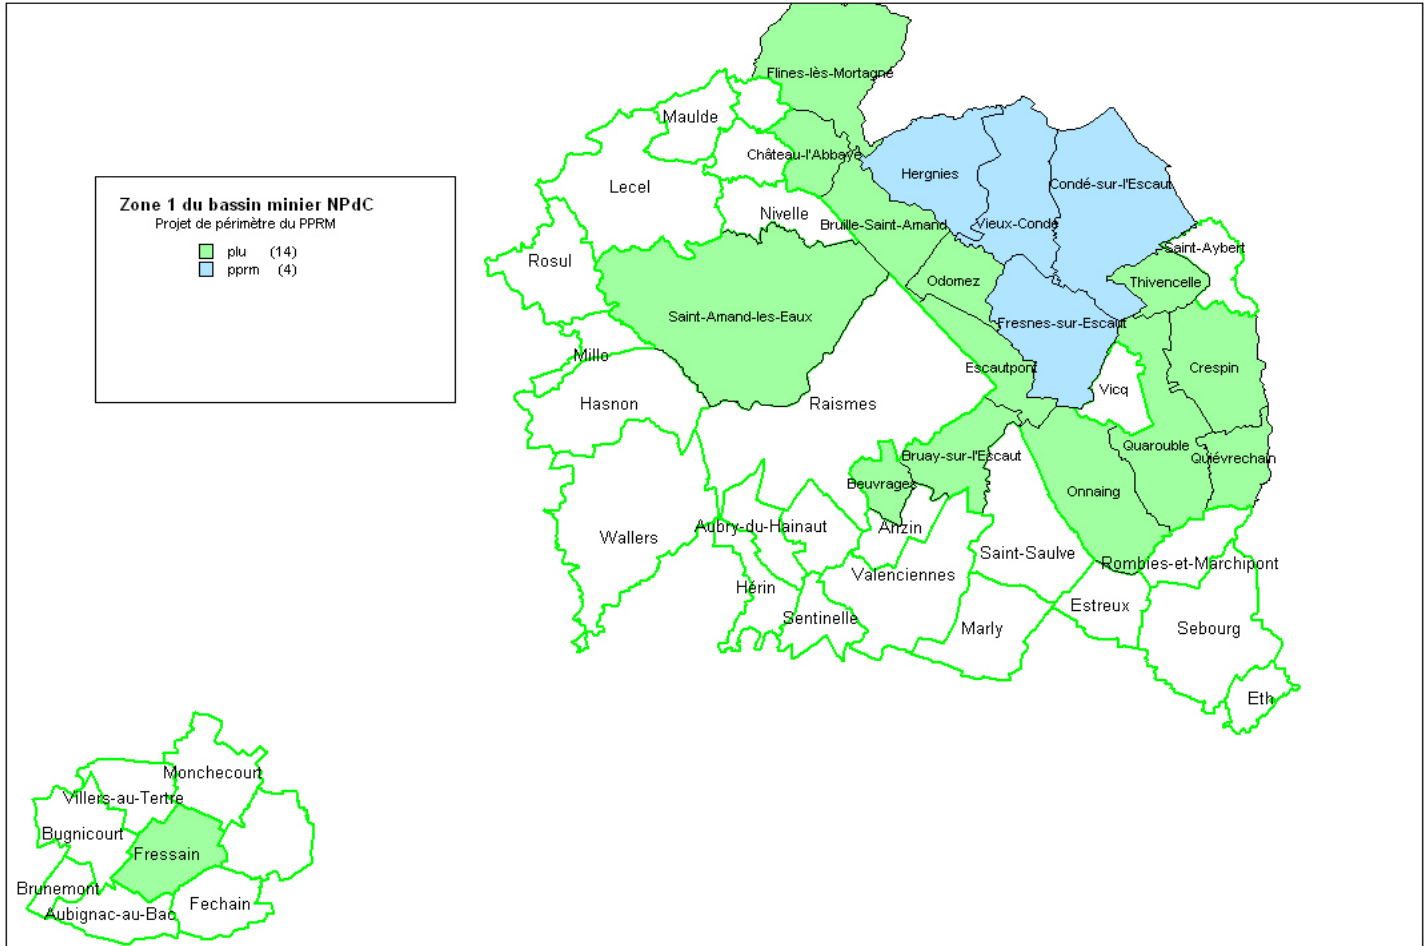 Zone 1 du bassin minier NPdC
Projet de périmètre du PPRM
plu (14)
pprm (4)
Flines-lès-Mortagne
Maulde
Château-l'Abbaye
Hergnies
Condé-sur-l'Escaut
Lecel
Nivelle
Bruille-Saint-Amand
Vieux-Condé
Saint-Aybert
Rosul
Odomez
Thivencelle
Saint-Amand-les-Eaux
Fresnes-sur-Escaut
Millo
Escautpont
Crespin
Vicq
Hasnon
Raismes
Quarouble
Quiévrechain
Bruay-sur-l'Escaut
Beuvrages
Onnaing
Wallers
Aubry-du-Hainaut
Anzin
Saint-Saulve
Rombies-et-Marchipont
Valenciennes
Hérin
Estreux
Sentinelle
Marly
Sebourg
Eth
Monchecourt
Villers-au-Tertre
Bugnicourt
Fressain
Brunemont
Fechain
Aubignac-au-Bac